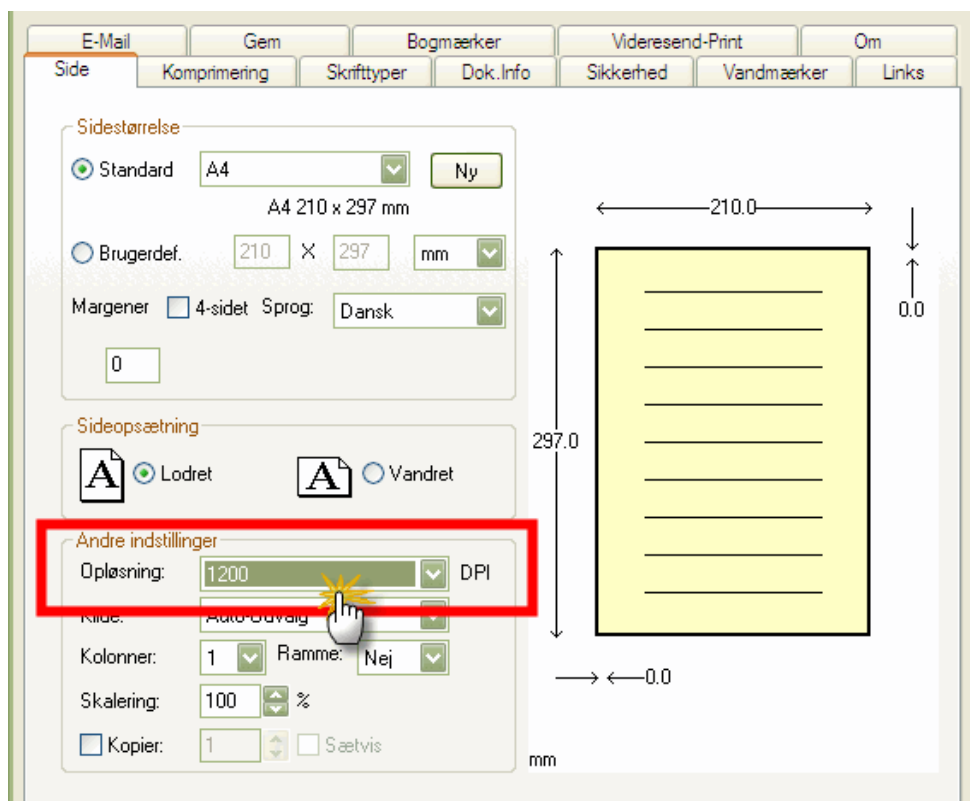 E-Mail Gem Bogmærker Videresend-Print Om
Side Komprimering Skrifttyper Dok.Info Sikkerhed Vandmærker Links
Sidestørrelse
Standard A4 Ny
A4 210 x 297 mm
Brugerdef. 210 X 297 mm
Margener 4-sidet Sprog: Dansk
0
Sideopsætning
A Lodret A Vandret
Andre indstillinger
Opløsning: 1200 DPI
Kilde: Auto-Udvalg
Kolonner: 1 Ramme: Nej
Skalering: 100 %
Kopier: 1 Sætvis
210.0
0.0
297.0
0.0
mm